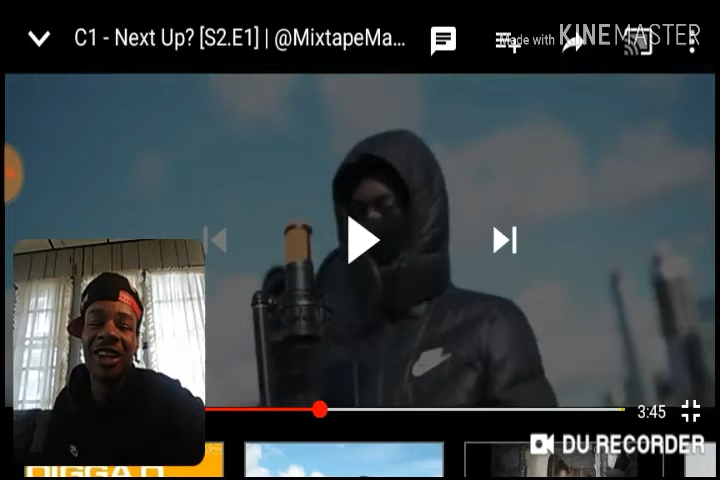 C1 - Next Up? [S2.E1] | @MixtapeMa...
Made with KINEMASTER
3:45
DU RECORDER
DIGGA D